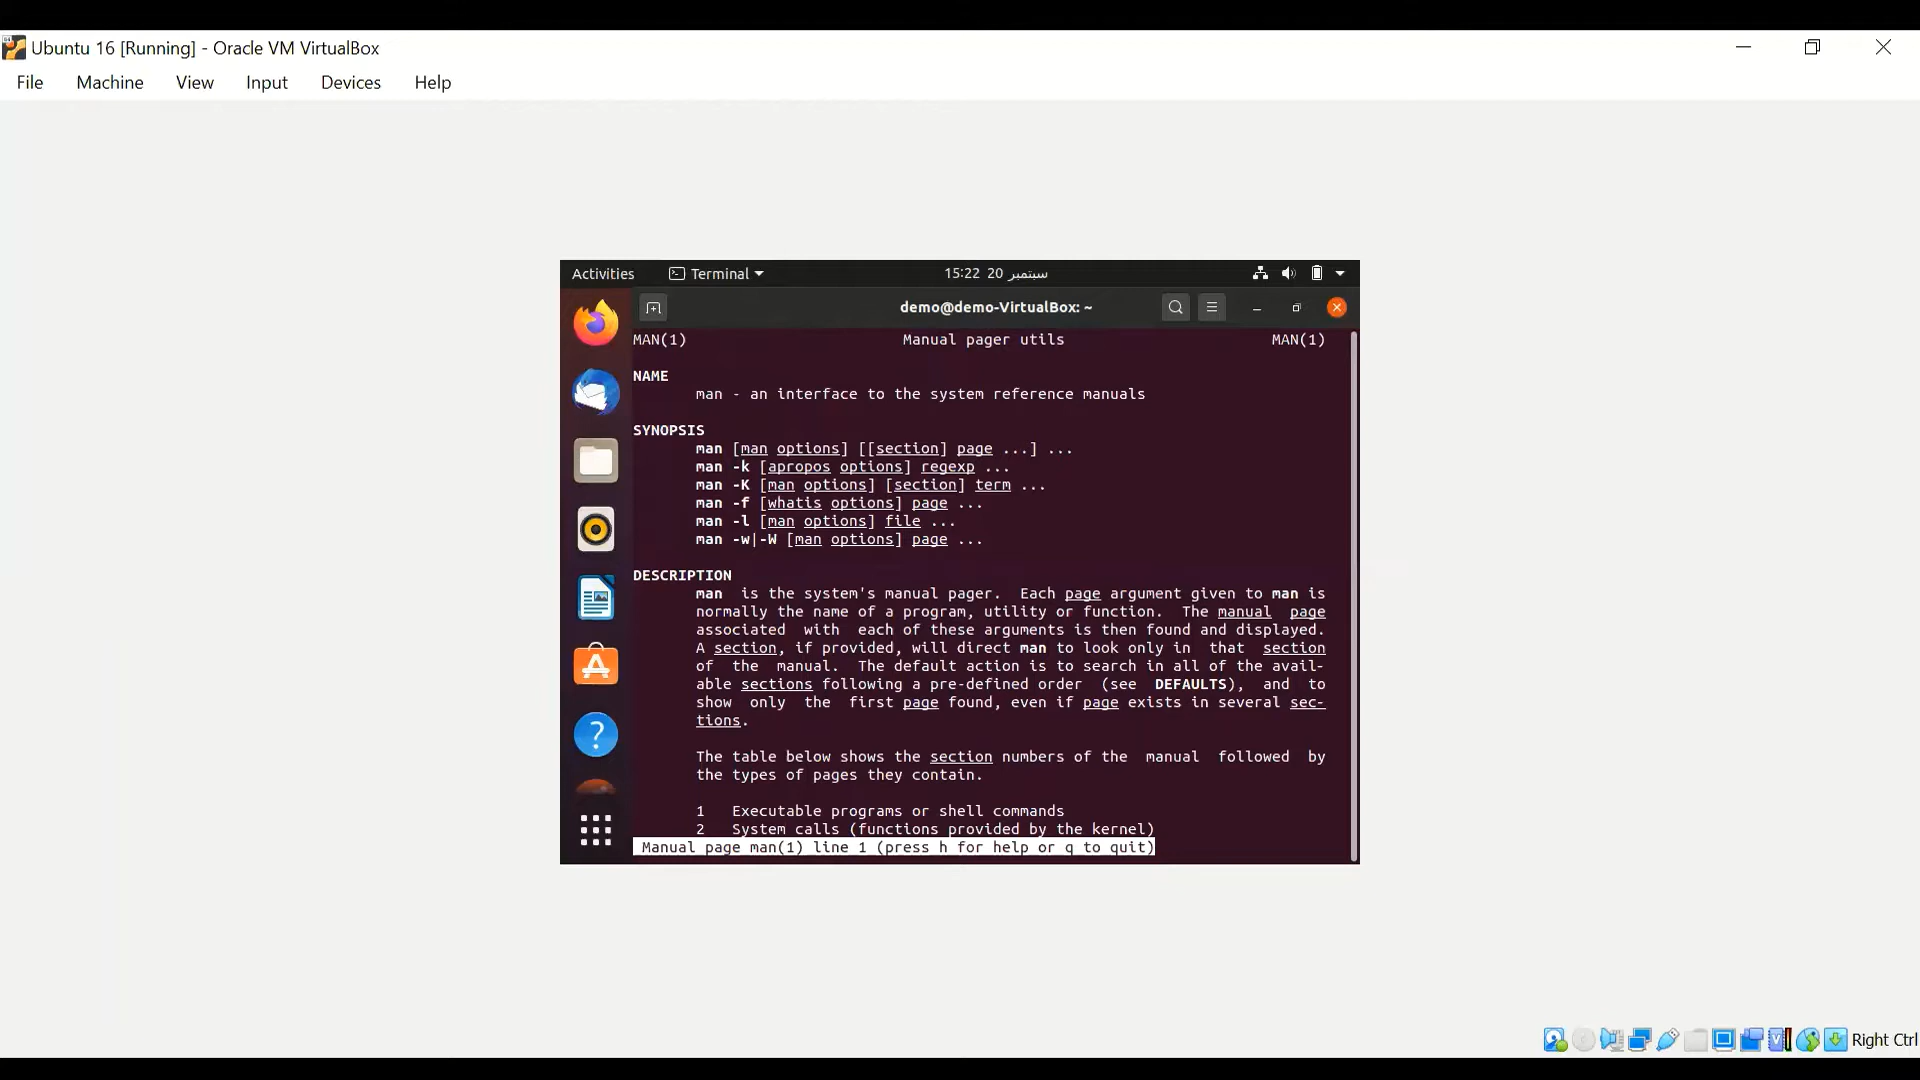 Ubuntu 16 [Running] - Oracle VM VirtualBox
File Machine View Input Devices Help
Activities Terminal 15:22 20 سبتمبر
demo@demo-VirtualBox: ~
MAN(1) Manual pager utils MAN(1)
NAME
man - an interface to the system reference manuals
SYNOPSIS
man [man options] [[section] page ...] ...
man -k [apropos options] regexp ...
man -K [man options] [section] term ...
man -f [whatis options] page ...
man -l [man options] file ...
man -w|-W [man options] page ...
DESCRIPTION
man is the system's manual pager. Each page argument given to man is
normally the name of a program, utility or function. The manual page
associated with each of these arguments is then found and displayed.
A section, if provided, will direct man to look only in that section
of the manual. The default action is to search in all of the avail-
able sections following a pre-defined order (see DEFAULTS), and to
show only the first page found, even if page exists in several sec-
tions.
The table below shows the section numbers of the manual followed by
the types of pages they contain.
1 Executable programs or shell commands
2 System calls (functions provided by the kernel)
Manual page man(1) line 1 (press h for help or q to quit)
Right Ctrl